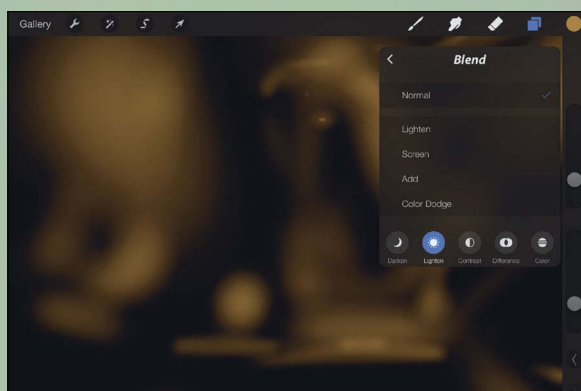 Gallery
Blend
Normal
Lighten
Screen
Add
Color Dodge
Darken Lighten Contrast Difference Color